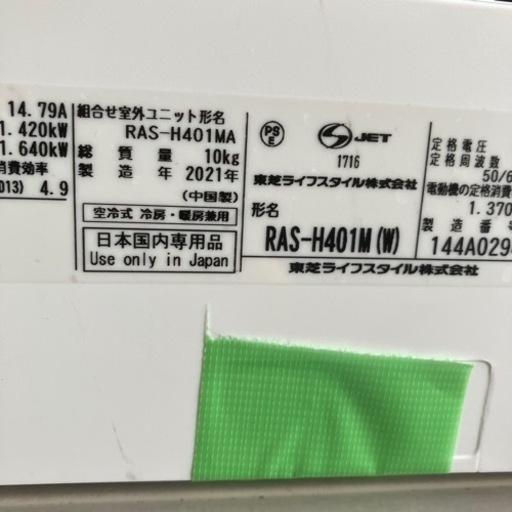 14.79A
1.420kW
1.640kW
消費効率
2013) 4.9
組合せ室外ユニット形名
RAS-H401MA
総質量 10kg
製造年 2021年
(中国製)
空冷式 冷房・暖房兼用
日本国内専用品
Use only in Japan
PS
E
JET
1716
東芝ライフスタイル株式会社
形名
RAS-H401M(W)
東芝ライフスタイル株式会社
定格電圧
定格周波数
50/6
電動機の定格消費
1.370
製造番号
144A029